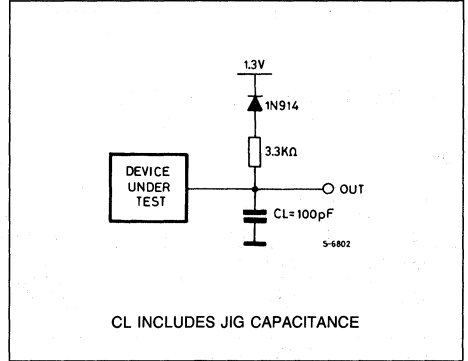 1.3V
1N914
3.3KΩ
DEVICE
UNDER
TEST
OUT
CL=100pF
S-6802
CL INCLUDES JIG CAPACITANCE